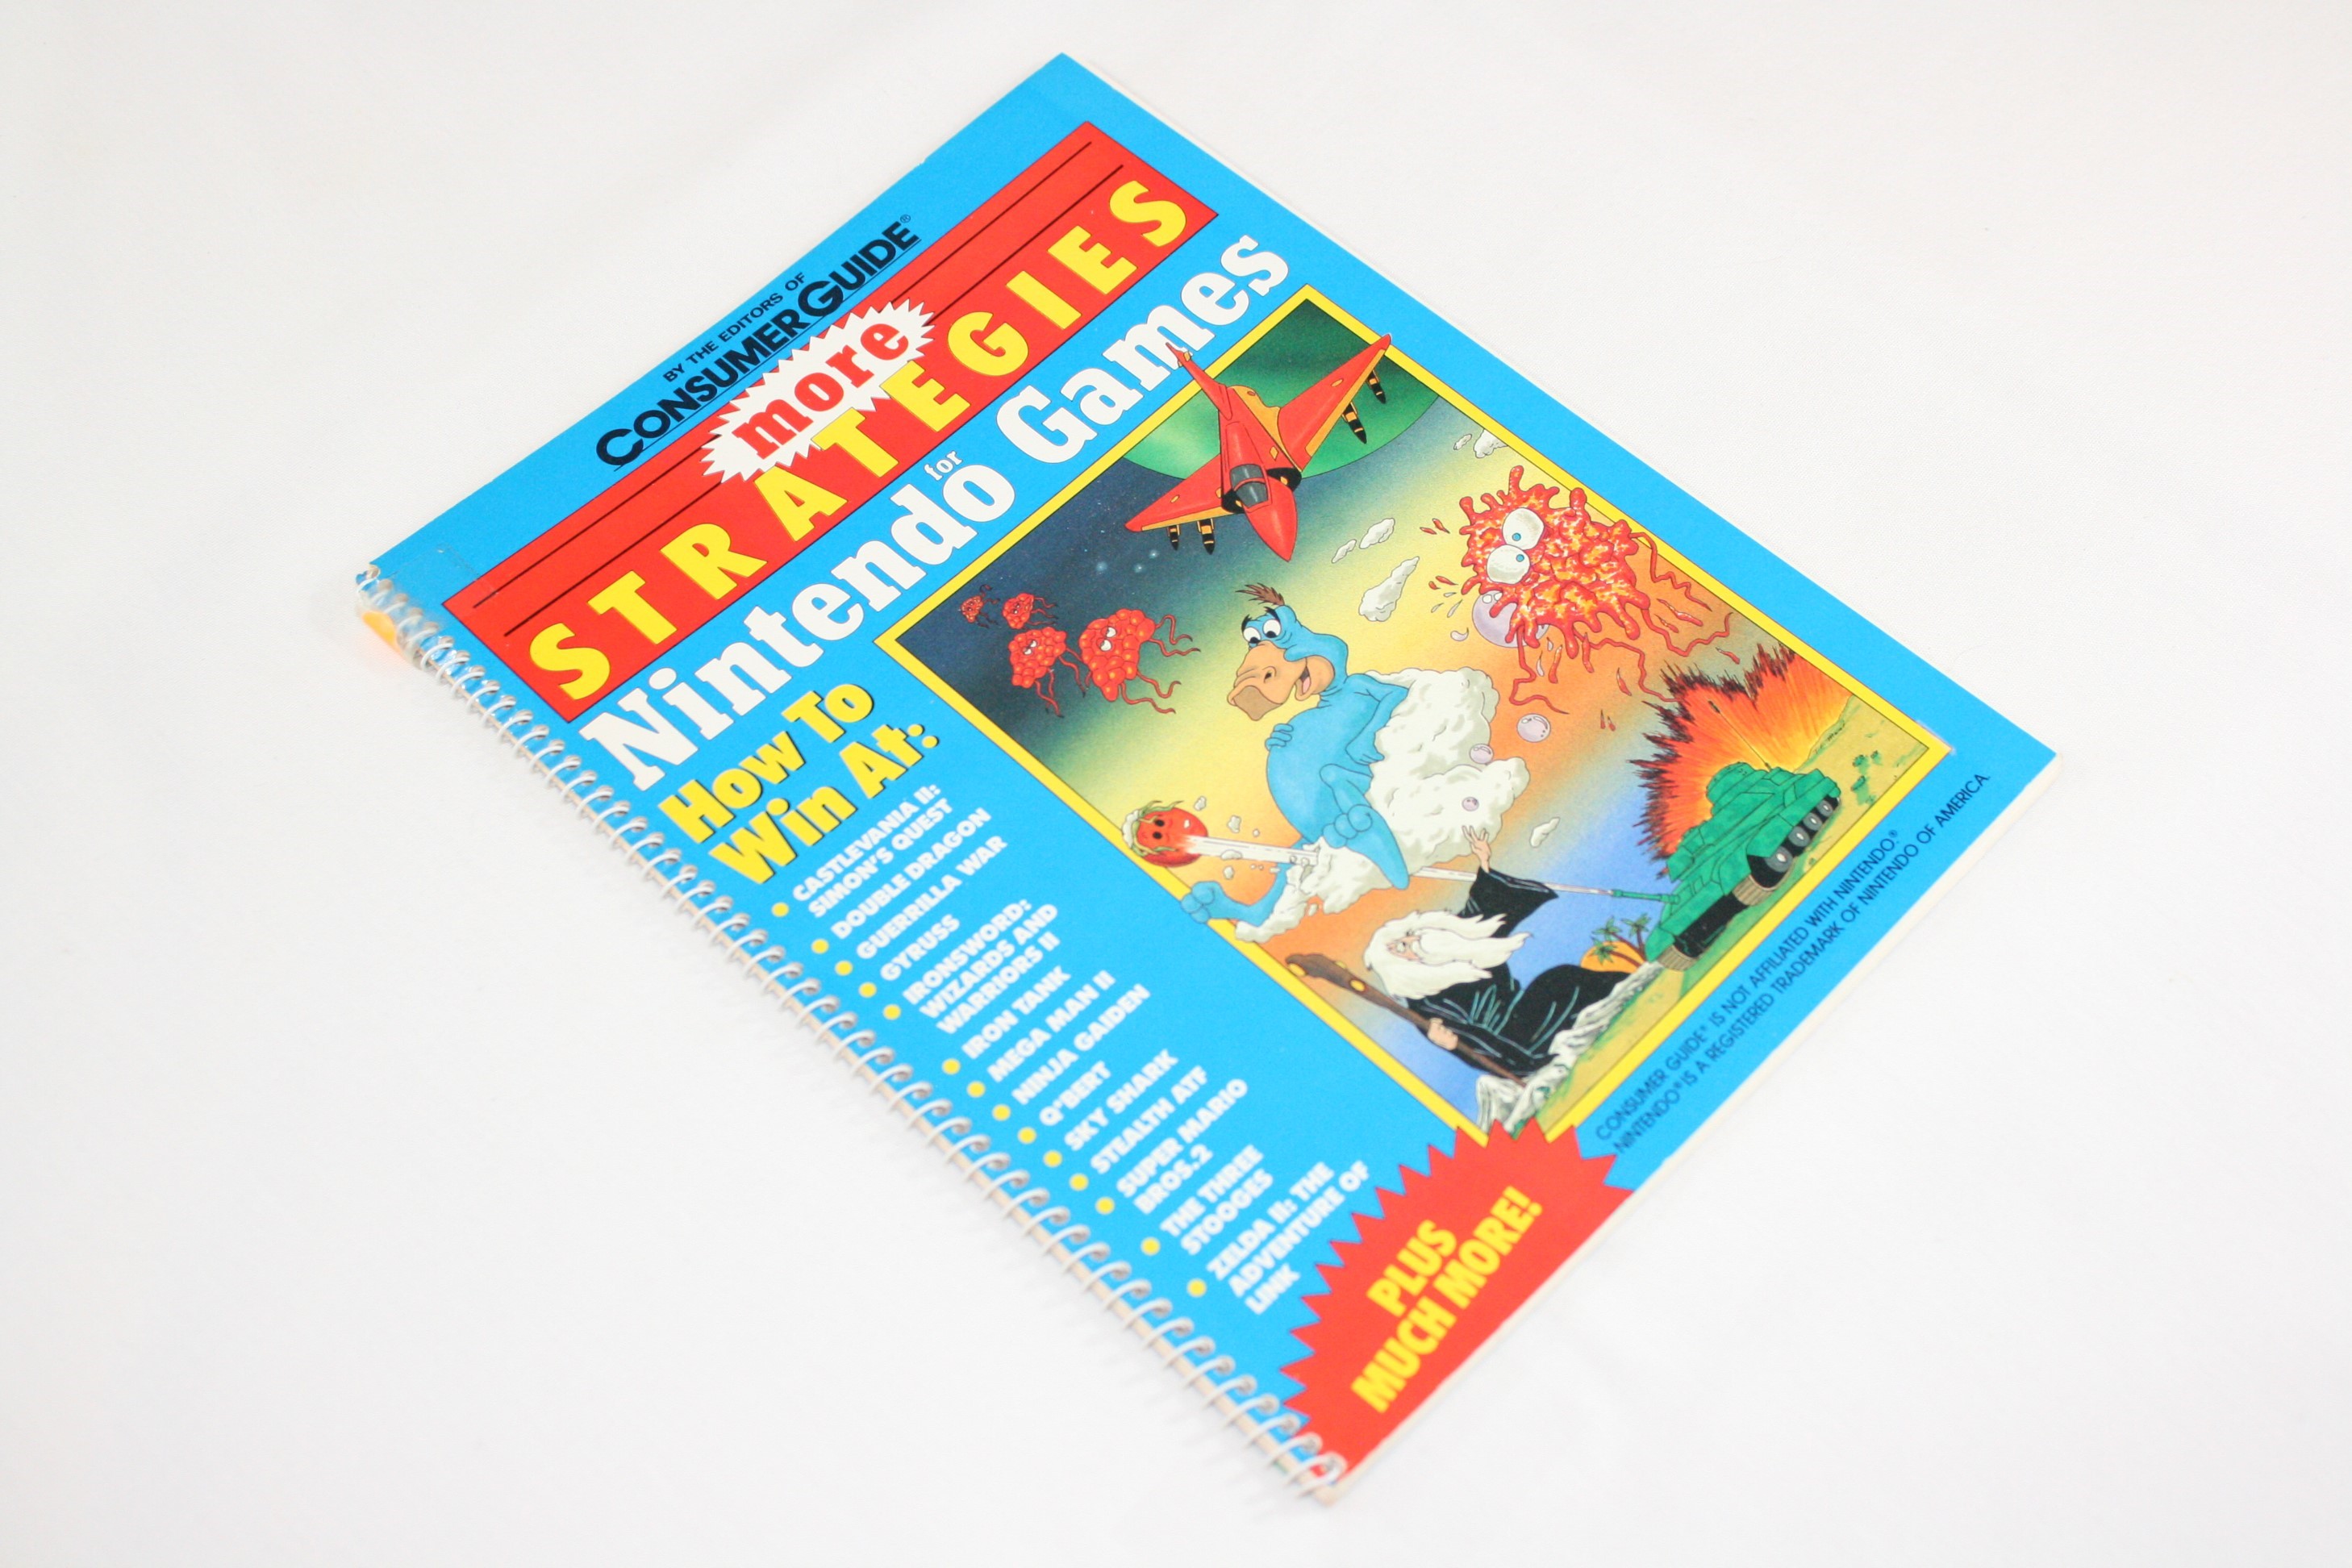 BY THE EDITORS OF
CONSUMER GUIDE®
more
STRATEGIES
for
Nintendo Games
How To
Win At:
• CASTLEVANIA II:
SIMON'S QUEST
• DOUBLE DRAGON
• GUERRILLA WAR
• GYRUSS
• IRONSWORD:
WIZARDS AND
WARRIORS II
• IRON TANK
• MEGA MAN II
• NINJA GAIDEN
• Q*BERT
• SKY SHARK
• STEALTH ATF
• SUPER MARIO
BROS.2
• THE THREE
STOOGES
• ZELDA II: THE
ADVENTURE OF
LINK
PLUS
MUCH MORE!
CONSUMER GUIDE® IS NOT AFFILIATED WITH NINTENDO.®
NINTENDO® IS A REGISTERED TRADEMARK OF NINTENDO OF AMERICA.